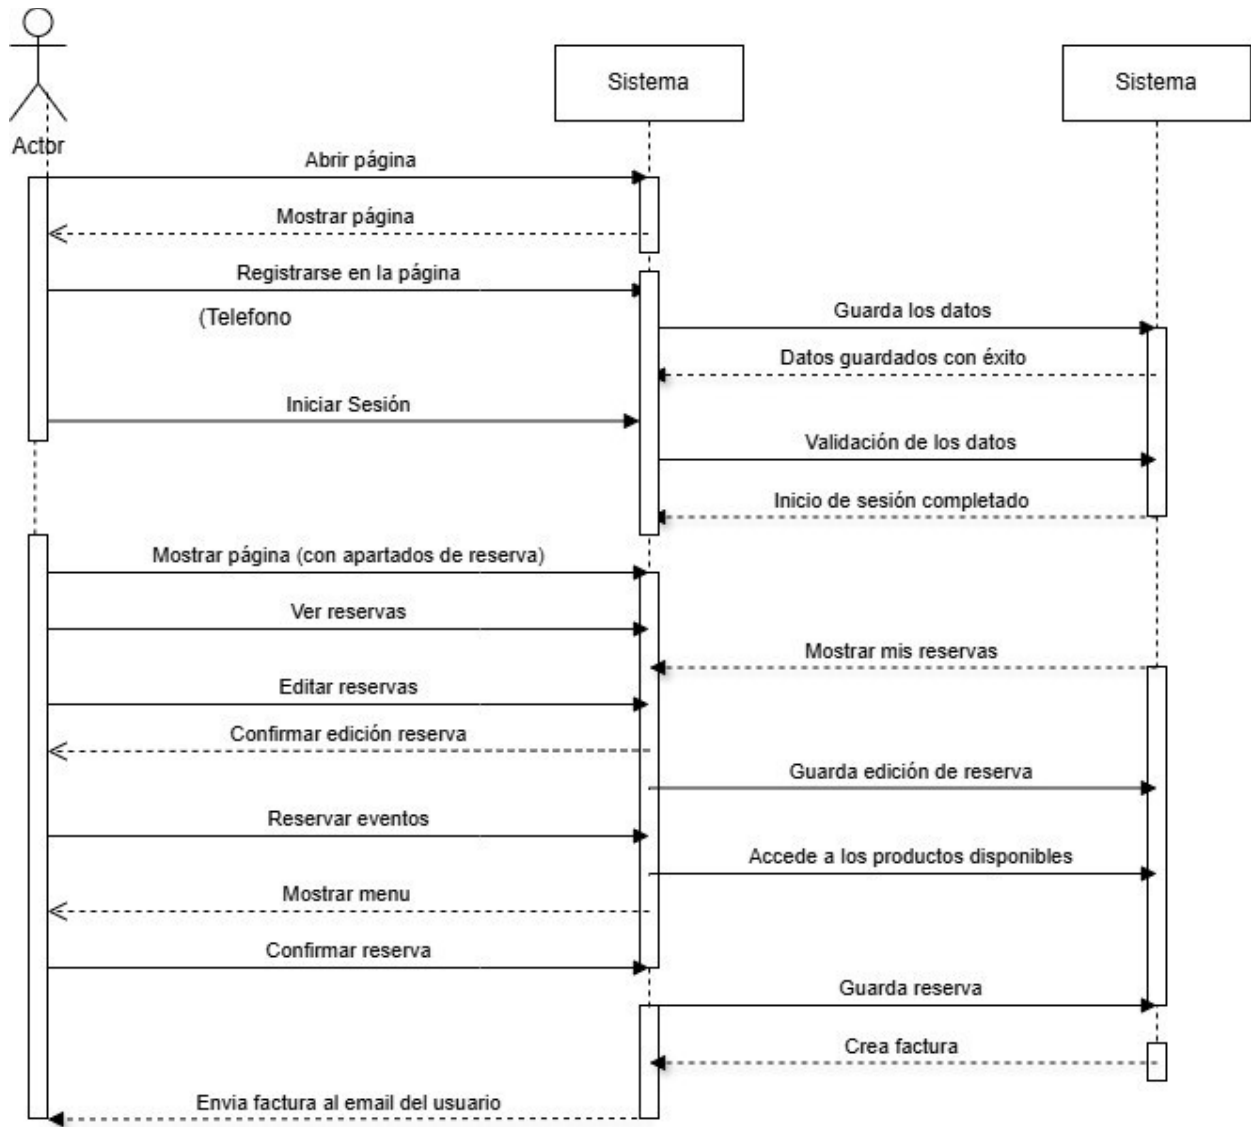 Sistema
Sistema
Actor
Abrir página
Mostrar página
Registrarse en la página
(Telefono
Guarda los datos
Datos guardados con éxito
Iniciar Sesión
Validación de los datos
Inicio de sesión completado
Mostrar página (con apartados de reserva)
Ver reservas
Mostrar mis reservas
Editar reservas
Confirmar edición reserva
Guarda edición de reserva
Reservar eventos
Accede a los productos disponibles
Mostrar menu
Confirmar reserva
Guarda reserva
Crea factura
Envia factura al email del usuario